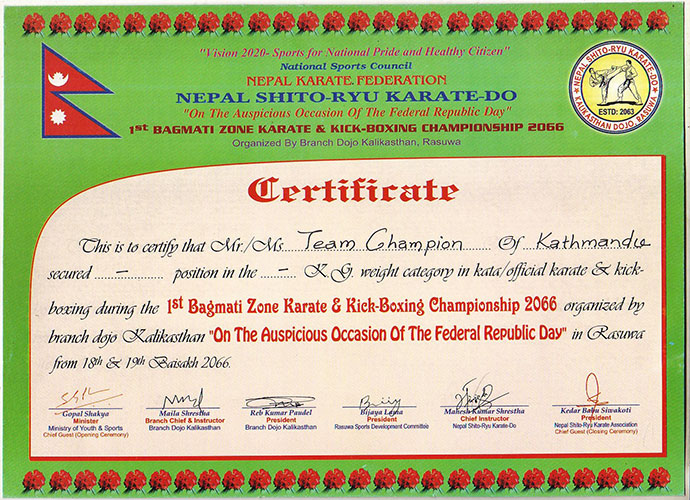 "Vision 2020- Sports for National Pride and Healthy Citizen"
National Sports Council
NEPAL KARATE FEDERATION
NEPAL SHITO-RYU KARATE-DO
"On The Auspicious Occasion Of The Federal Republic Day"
1st BAGMATI ZONE KARATE & KICK-BOXING CHAMPIONSHIP 2066
Organized By Branch Dojo Kalikasthan, Rasuwa
NEPAL SHITO-RYU KARATE-DO
ESTD: 2063
KALIKASTHAN DOJO, RASUWA
Certificate
This is to certify that Mr./Ms. Team Champion Of Kathmandu
secured - position in the - K.G. weight category in kata/official karate & kick-
boxing during the 1st Bagmati Zone Karate & Kick-Boxing Championship 2066 organized by
branch dojo Kalikasthan "On The Auspicious Occasion Of The Federal Republic Day" in Rasuwa
from 18th & 19th Baisakh 2066.
Gopal Shakya
Minister
Ministry of Youth & Sports
Chief Guest (Opening Ceremony)
Maila Shrestha
Branch Chief & Instructor
Branch Dojo Kalikasthan
Reb Kumar Paudel
President
Branch Dojo Kalikasthan
Bijaya Lama
President
Rasuwa Sports Development Committee
Mahesh Kumar Shrestha
Chief Instructor
Nepal Shito-Ryu Karate-Do
Kedar Babu Siwakoti
President
Nepal Shito-Ryu Karate Association
Chief Guest (Closing Ceremony)